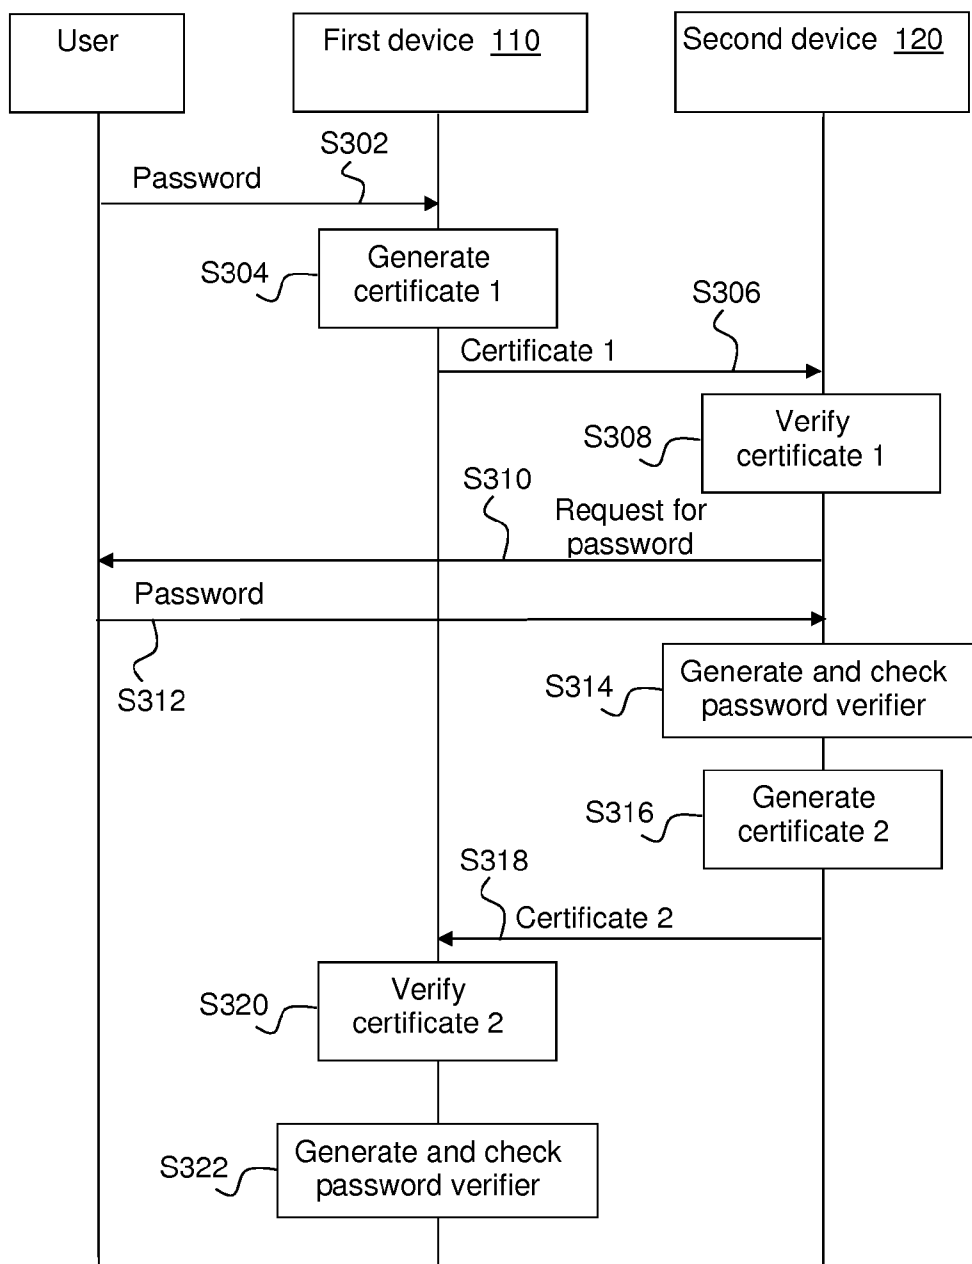 User
First device 110
Second device 120
S302
Password
S304
Generate
certificate 1
S306
Certificate 1
S308
Verify
certificate 1
S310
Request for
password
Password
S312
S314
Generate and check
password verifier
S316
Generate
certificate 2
S318
Certificate 2
S320
Verify
certificate 2
S322
Generate and check
password verifier